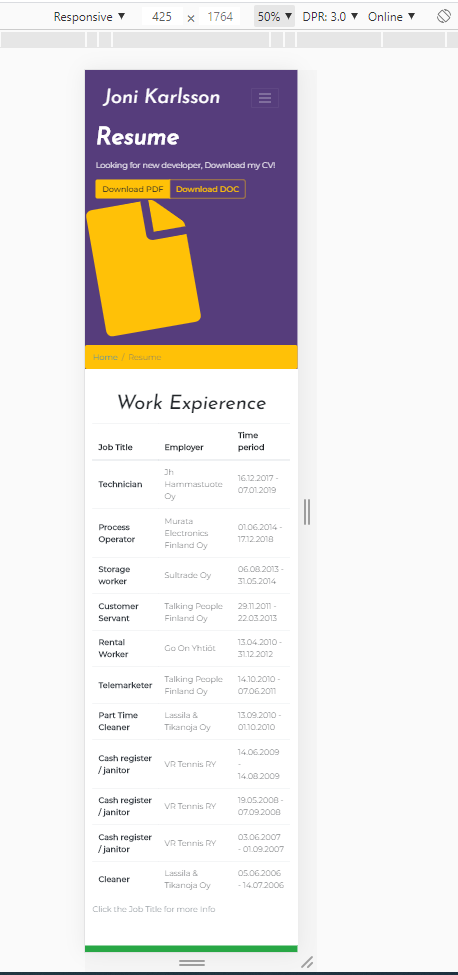 Responsive ▼ 425 × 1764 50% ▼ DPR: 3.0 ▼ Online ▼
Joni Karlsson
Resume
Looking for new developer, Download my CV!
Download PDF Download DOC
Home / Resume
Work Expierence
Job Title Employer Time period
Technician Jh Hammastuote Oy 16.12.2017 - 07.01.2019
Process Operator Murata Electronics Finland Oy 01.06.2014 - 17.12.2018
Storage worker Sultrade Oy 06.08.2013 - 31.05.2014
Customer Servant Talking People Finland Oy 29.11.2011 - 22.03.2013
Rental Worker Go On Yhtiöt 13.04.2010 - 31.12.2012
Telemarketer Talking People Finland Oy 14.10.2010 - 07.06.2011
Part Time Cleaner Lassila & Tikanoja Oy 13.09.2010 - 01.10.2010
Cash register / janitor VR Tennis RY 14.06.2009 - 14.08.2009
Cash register / janitor VR Tennis RY 19.05.2008 - 07.09.2008
Cash register / janitor VR Tennis RY 03.06.2007 - 01.09.2007
Cleaner Lassila & Tikanoja Oy 05.06.2006 - 14.07.2006
Click the Job Title for more info